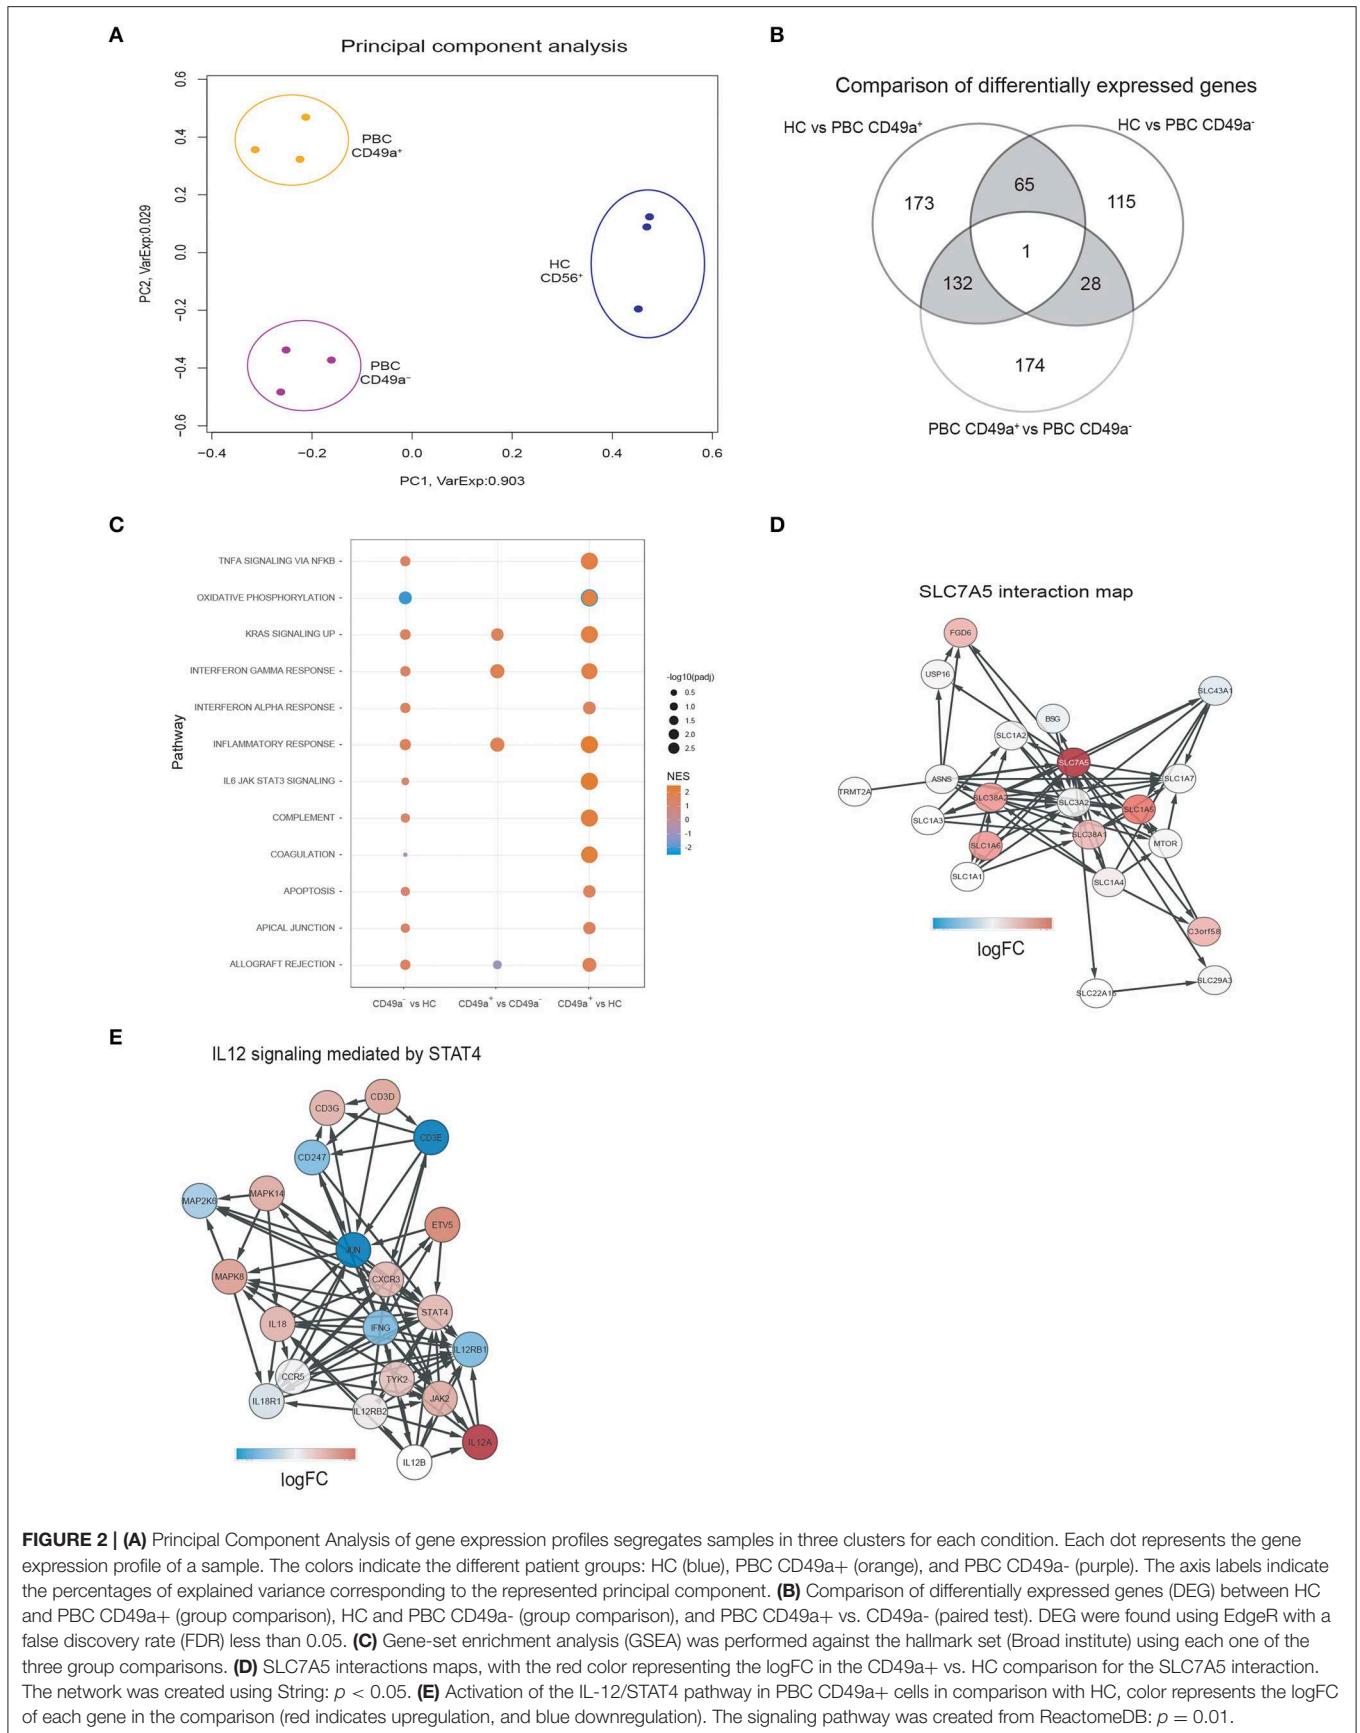 A
Principal component analysis
PC2, VarExp:0.029
0.6
0.4
0.2
0.0
−0.2
−0.4
−0.6
PBC
CD49a⁺
HC
CD56⁺
PBC
CD49a⁻
−0.4
−0.2
0.0
0.2
0.4
0.6
PC1, VarExp:0.903
B
Comparison of differentially expressed genes
HC vs PBC CD49a⁺
HC vs PBC CD49a⁻
173
65
115
1
132
28
174
PBC CD49a⁺ vs PBC CD49a⁻
C
Pathway
TNFA SIGNALING VIA NFKB
OXIDATIVE PHOSPHORYLATION
KRAS SIGNALING UP
INTERFERON GAMMA RESPONSE
INTERFERON ALPHA RESPONSE
INFLAMMATORY RESPONSE
IL6 JAK STAT3 SIGNALING
COMPLEMENT
COAGULATION
APOPTOSIS
APICAL JUNCTION
ALLOGRAFT REJECTION
CD49a⁻ vs HC
CD49a⁺ vs CD49a⁻
CD49a⁺ vs HC
-log10(padj)
0.5
1.0
1.5
2.0
2.5
NES
2
1
0
-1
-2
D
SLC7A5 interaction map
FGD6
USP16
SLC43A1
BSG
SLC1A2
SLC7A5
ASNS
SLC1A7
TRMT2A
SLC38A2
SLC3A2
SLC1A5
SLC1A3
SLC38A1
SLC1A6
MTOR
SLC1A1
SLC1A4
C3orf58
SLC29A3
SLC22A16
logFC
E
IL12 signaling mediated by STAT4
CD3G
CD3D
CD3E
CD247
MAP2K6
MAPK14
ETV5
JUN
MAPK8
CXCR3
STAT4
IL18
IFNG
IL12RB1
CCR5
TYK2
IL18R1
JAK2
IL12RB2
IL12A
IL12B
logFC
FIGURE 2 | (A) Principal Component Analysis of gene expression profiles segregates samples in three clusters for each condition. Each dot represents the gene
expression profile of a sample. The colors indicate the different patient groups: HC (blue), PBC CD49a+ (orange), and PBC CD49a- (purple). The axis labels indicate
the percentages of explained variance corresponding to the represented principal component. (B) Comparison of differentially expressed genes (DEG) between HC
and PBC CD49a+ (group comparison), HC and PBC CD49a- (group comparison), and PBC CD49a+ vs. CD49a- (paired test). DEG were found using EdgeR with a
false discovery rate (FDR) less than 0.05. (C) Gene-set enrichment analysis (GSEA) was performed against the hallmark set (Broad institute) using each one of the
three group comparisons. (D) SLC7A5 interactions maps, with the red color representing the logFC in the CD49a+ vs. HC comparison for the SLC7A5 interaction.
The network was created using String: p < 0.05. (E) Activation of the IL-12/STAT4 pathway in PBC CD49a+ cells in comparison with HC, color represents the logFC
of each gene in the comparison (red indicates upregulation, and blue downregulation). The signaling pathway was created from ReactomeDB: p = 0.01.